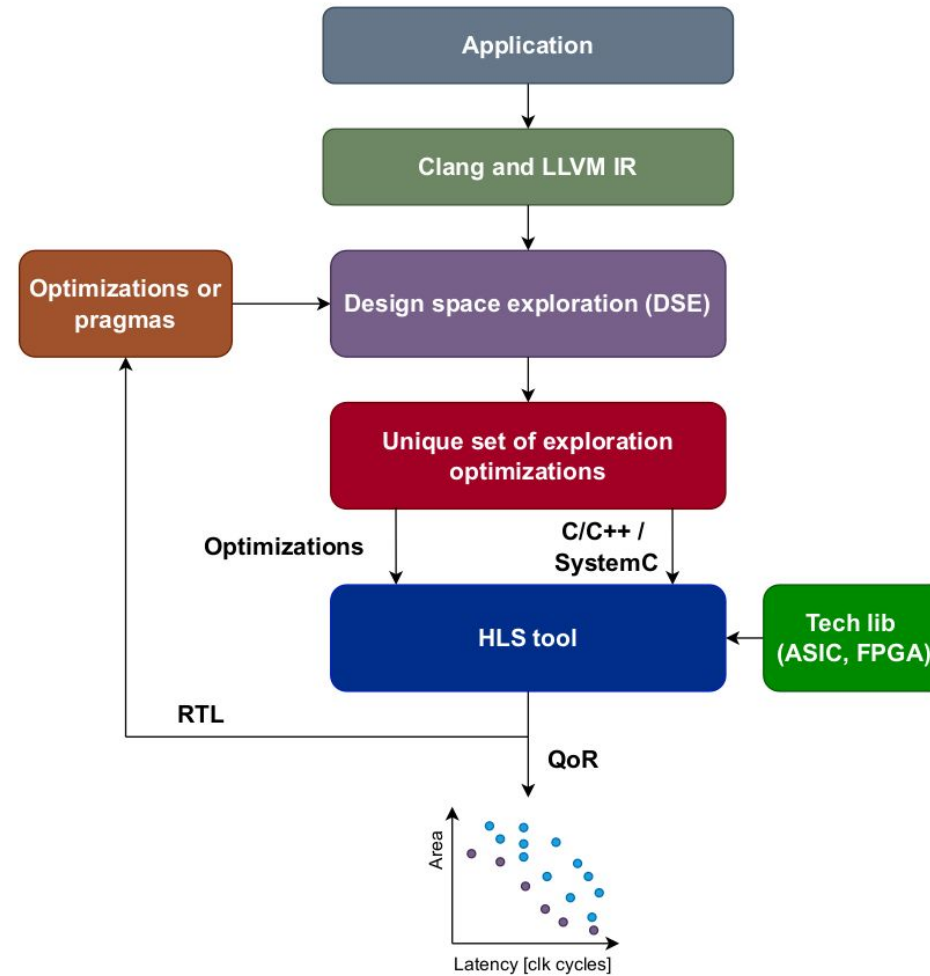 Application
Clang and LLVM IR
Optimizations or
pragmas
Design space exploration (DSE)
Unique set of exploration
optimizations
Optimizations
C/C++ /
SystemC
HLS tool
Tech lib
(ASIC, FPGA)
RTL
QoR
Area
Latency [clk cycles]